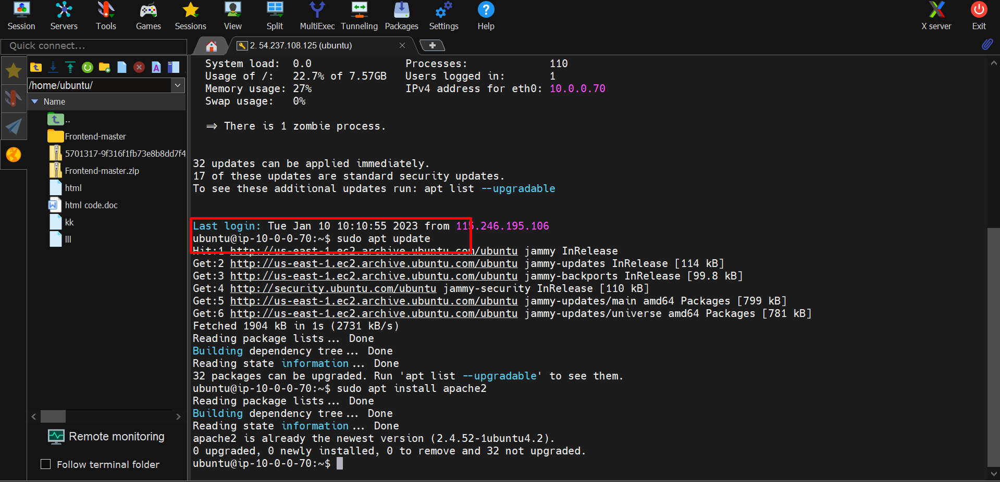 Session Servers Tools Games Sessions View Split MultiExec Tunneling Packages Settings Help X server Exit
Quick connect...
2. 54.237.108.125 (ubuntu)
/home/ubuntu/
Name
..
Frontend-master
5701317-9f316f1fb73e8b8dd7f4
Frontend-master.zip
html
html code.doc
kk
lll
Remote monitoring
Follow terminal folder
System load: 0.0 Processes: 110
Usage of /: 22.7% of 7.57GB Users logged in: 1
Memory usage: 27% IPv4 address for eth0: 10.0.0.70
Swap usage: 0%
=> There is 1 zombie process.
32 updates can be applied immediately.
17 of these updates are standard security updates.
To see these additional updates run: apt list --upgradable
Last login: Tue Jan 10 10:10:55 2023 from 115.246.195.106
ubuntu@ip-10-0-0-70:~$ sudo apt update
Hit:1 http://us-east-1.ec2.archive.ubuntu.com/ubuntu jammy InRelease
Get:2 http://us-east-1.ec2.archive.ubuntu.com/ubuntu jammy-updates InRelease [114 kB]
Get:3 http://us-east-1.ec2.archive.ubuntu.com/ubuntu jammy-backports InRelease [99.8 kB]
Get:4 http://security.ubuntu.com/ubuntu jammy-security InRelease [110 kB]
Get:5 http://us-east-1.ec2.archive.ubuntu.com/ubuntu jammy-updates/main amd64 Packages [799 kB]
Get:6 http://us-east-1.ec2.archive.ubuntu.com/ubuntu jammy-updates/universe amd64 Packages [781 kB]
Fetched 1904 kB in 1s (2731 kB/s)
Reading package lists... Done
Building dependency tree... Done
Reading state information... Done
32 packages can be upgraded. Run 'apt list --upgradable' to see them.
ubuntu@ip-10-0-0-70:~$ sudo apt install apache2
Reading package lists... Done
Building dependency tree... Done
Reading state information... Done
apache2 is already the newest version (2.4.52-1ubuntu4.2).
0 upgraded, 0 newly installed, 0 to remove and 32 not upgraded.
ubuntu@ip-10-0-0-70:~$